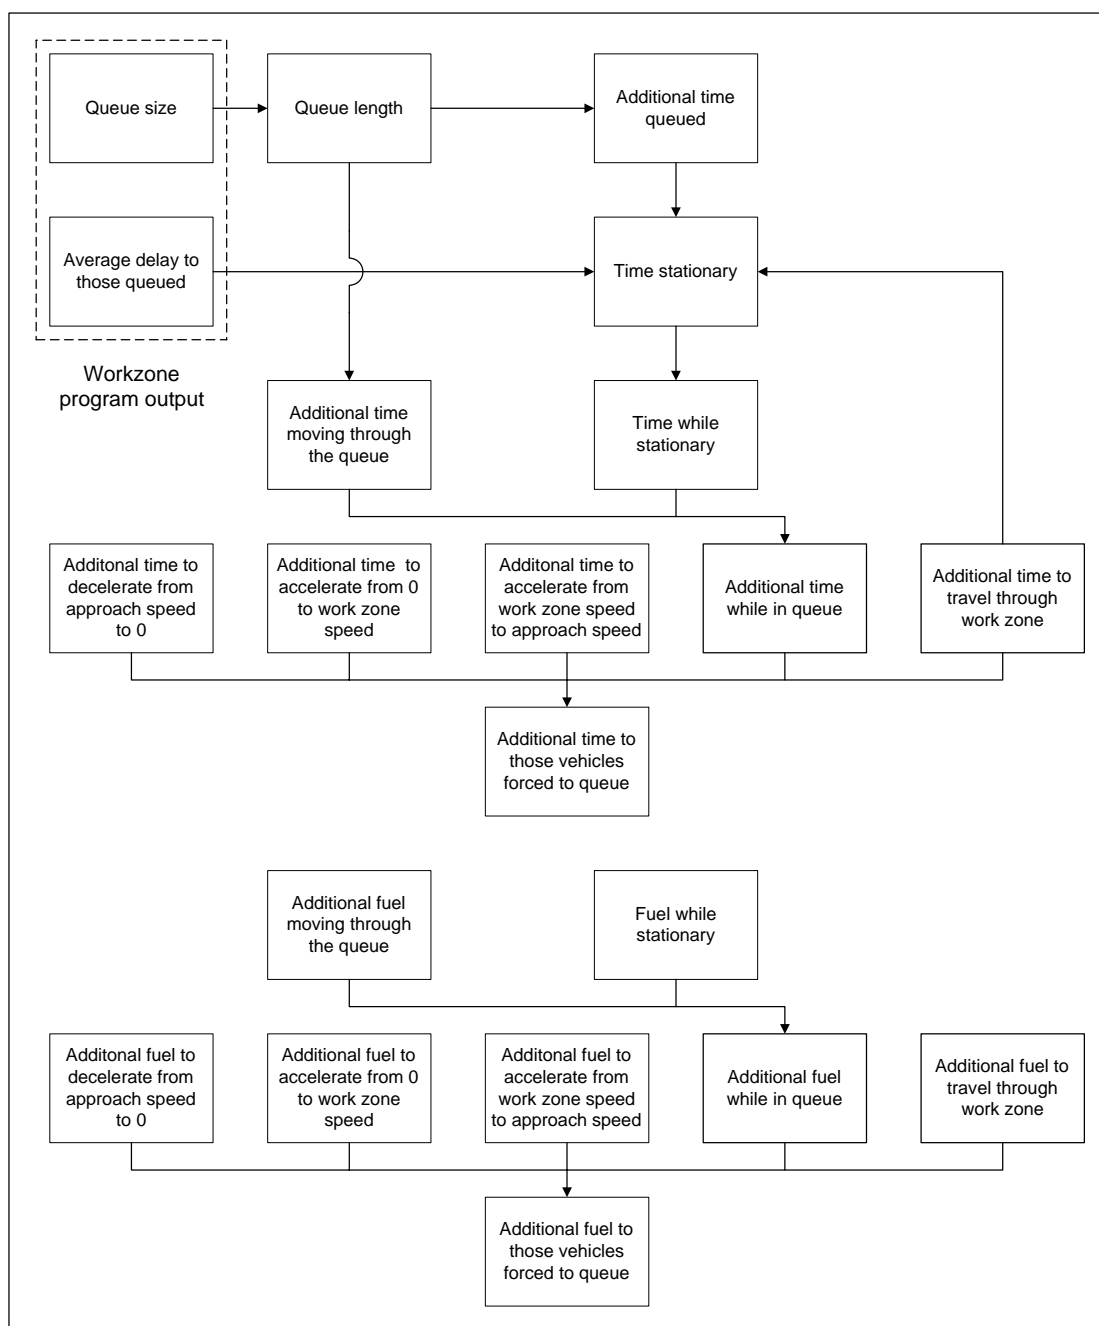 Queue size
Queue length
Additional time
queued
Average delay to
those queued
Time stationary
Workzone
program output
Additional time
moving through
the queue
Time while
stationary
Additonal time to
decelerate from
approach speed
to 0
Additional time to
accelerate from 0
to work zone
speed
Additonal time to
accelerate from
work zone speed
to approach speed
Additional time
while in queue
Additional time to
travel through
work zone
Additional time to
those vehicles
forced to queue
Additional fuel
moving through
the queue
Fuel while
stationary
Additonal fuel to
decelerate from
approach speed
to 0
Additional fuel to
accelerate from 0
to work zone
speed
Additonal fuel to
accelerate from
work zone speed
to approach speed
Additional fuel
while in queue
Additional fuel to
travel through
work zone
Additional fuel to
those vehicles
forced to queue